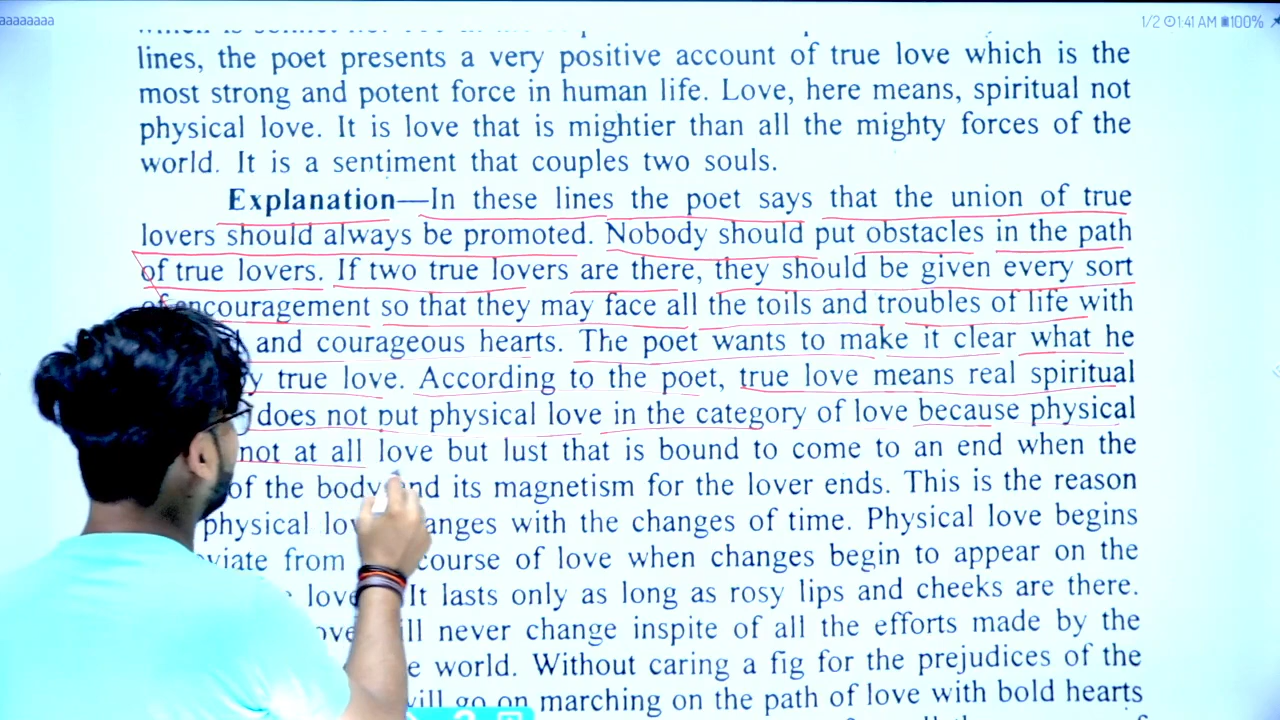 aaaaaaaaa
1/2 1:41 AM 100%
lines, the poet presents a very positive account of true love which is the
most strong and potent force in human life. Love, here means, spiritual not
physical love. It is love that is mightier than all the mighty forces of the
world. It is a sentiment that couples two souls.
Explanation—In these lines the poet says that the union of true
lovers should always be promoted. Nobody should put obstacles in the path
of true lovers. If two true lovers are there, they should be given every sort
of encouragement so that they may face all the toils and troubles of life with
and courageous hearts. The poet wants to make it clear what he
y true love. According to the poet, true love means real spiritual
does not put physical love in the category of love because physical
not at all love but lust that is bound to come to an end when the
of the body and its magnetism for the lover ends. This is the reason
physical changes with the changes of time. Physical love begins
from course of love when changes begin to appear on the
It lasts only as long as rosy lips and cheeks are there.
will never change inspite of all the efforts made by the
world. Without caring a fig for the prejudices of the
will go on marching on the path of love with bold hearts